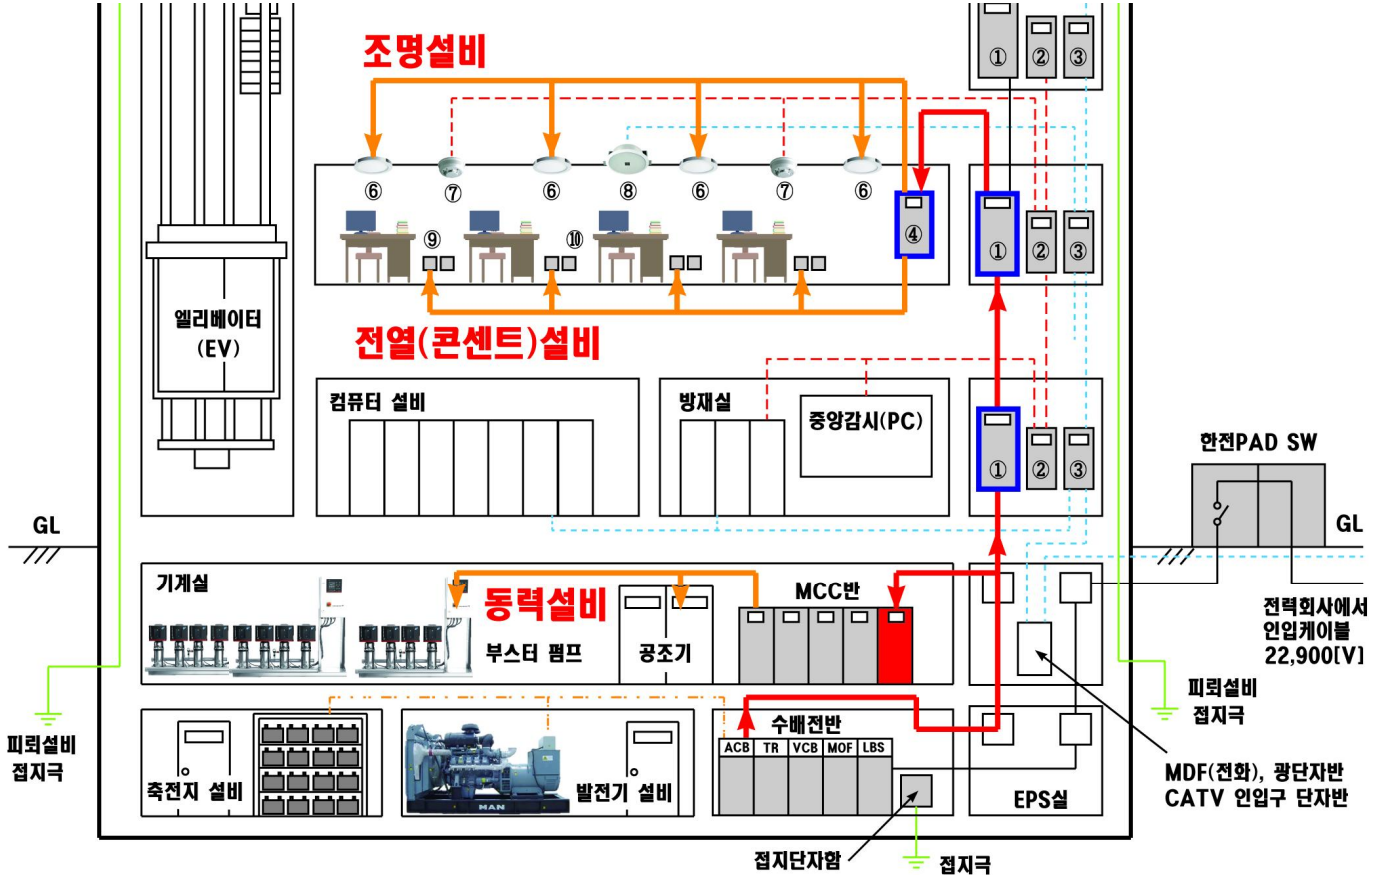 조명설비
①
②
③
⑥
⑦
⑥
⑧
⑥
⑦
⑥
④
①
②
③
⑨
⑩
엘리베이터
(EV)
전열(콘센트)설비
컴퓨터 설비
방재실
중앙감시(PC)
①
②
③
한전PAD SW
GL
GL
기계실
동력설비
부스터 펌프
공조기
MCC반
전력회사에서
인입케이블
22,900[V]
피뢰설비
접지극
피뢰설비
접지극
축전지 설비
MAN
발전기 설비
수배전반
ACB
TR
VCB
MOF
LBS
EPS실
MDF(전화), 광단자반
CATV 인입구 단자반
접지단자함
접지극